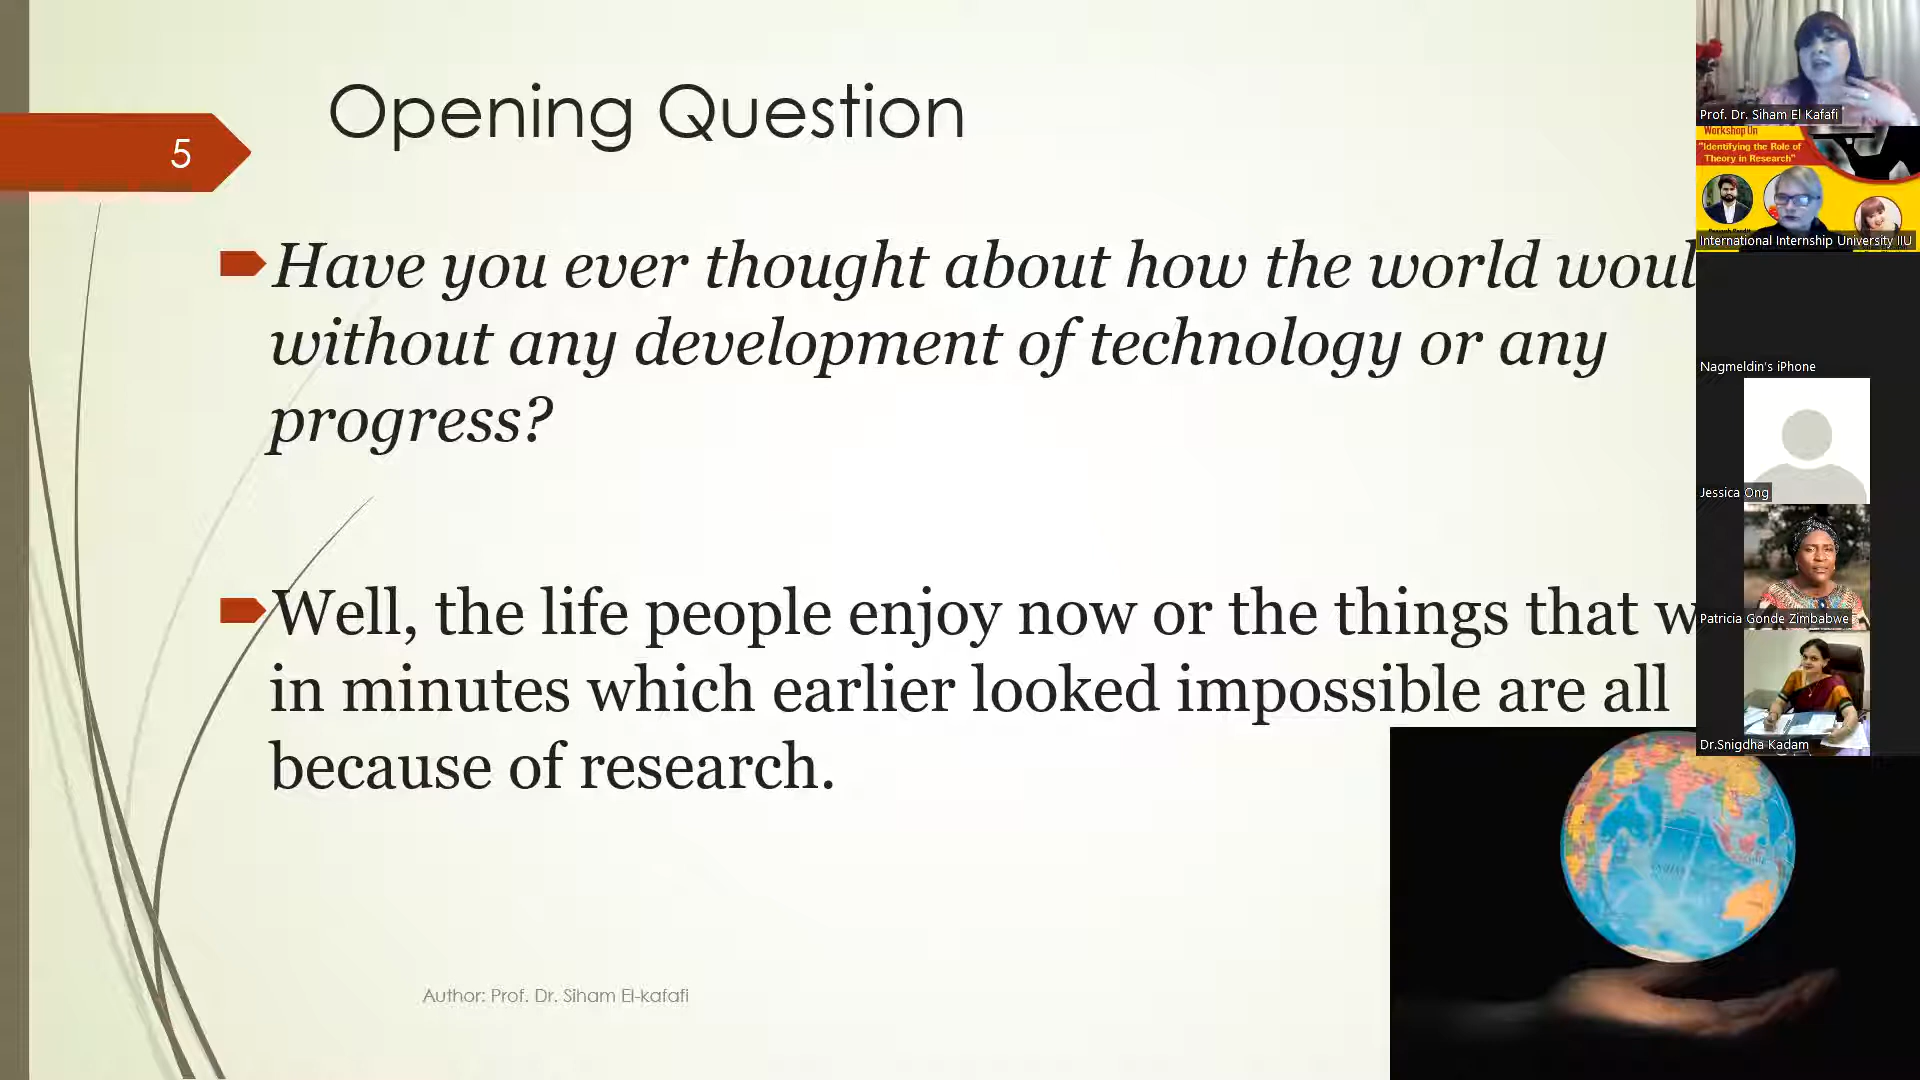 Opening Question
5
Have you ever thought about how the world woul
without any development of technology or any
progress?
Well, the life people enjoy now or the things that w
in minutes which earlier looked impossible are all
because of research.
Author: Prof. Dr. Siham El-kafafi
Prof. Dr. Siham El Kafafi
Workshop On
"Identifying the Role of
Theory in Research"
International Internship University IIU
Nagmeldin's iPhone
Jessica Ong
Patricia Gonde Zimbabwe
Dr.Snigdha Kadam